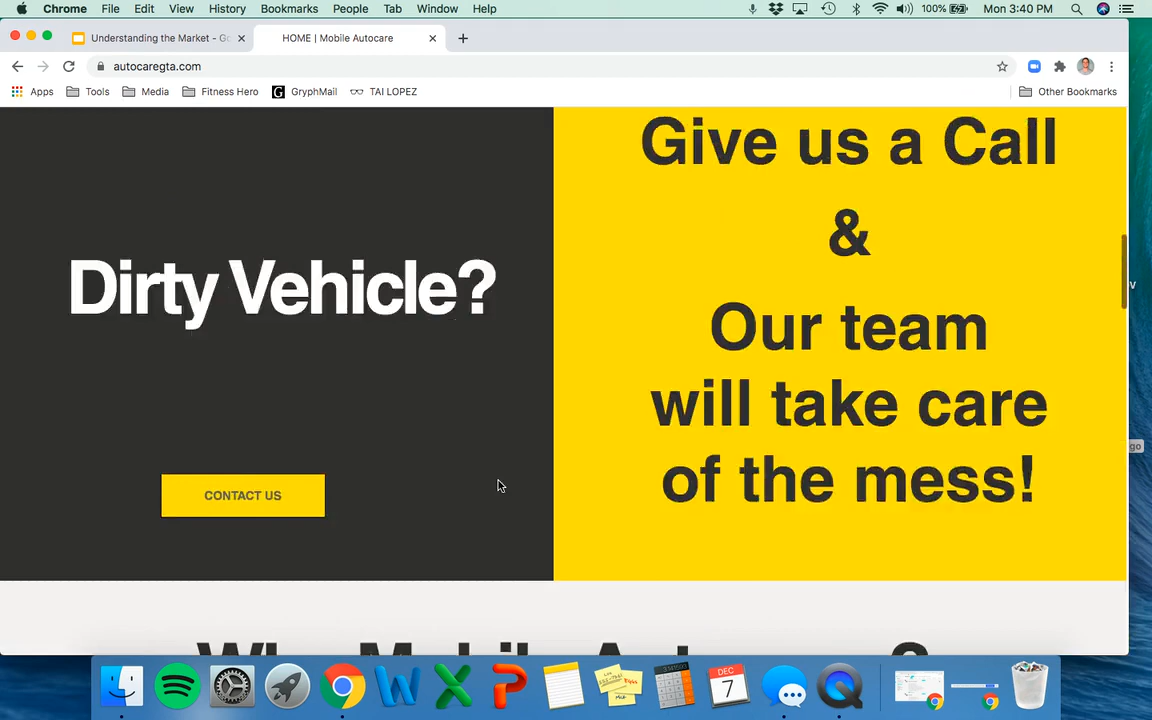 Chrome File Edit View History Bookmarks People Tab Window Help 100% Mon 3:40 PM
Understanding the Market - Go
HOME | Mobile Autocare
autocaregta.com
Apps Tools Media Fitness Hero G GryphMail TAI LOPEZ Other Bookmarks
Dirty Vehicle?
CONTACT US
Give us a Call
&
Our team
will take care
of the mess!
DEC
7